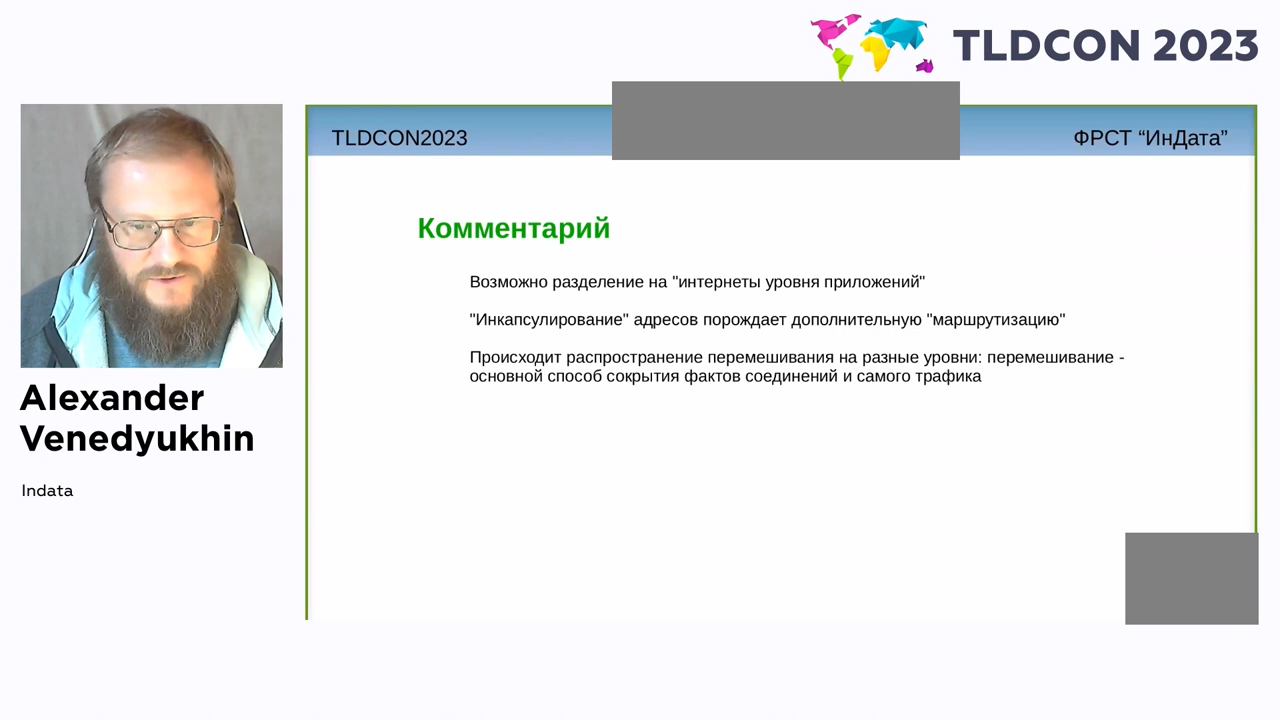 TLDCON 2023
TLDCON2023
ФРСТ “ИнДата”
Комментарий
Возможно разделение на "интернеты уровня приложений"
"Инкапсулирование" адресов порождает дополнительную "маршрутизацию"
Происходит распространение перемешивания на разные уровни: перемешивание -
основной способ сокрытия фактов соединений и самого трафика
Alexander
Venedyukhin
Indata